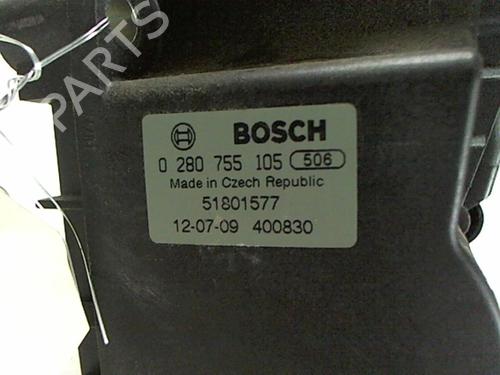 PARTS
BOSCH
0 280 755 105 506
Made in Czech Republic
51801577
12-07-09 400830